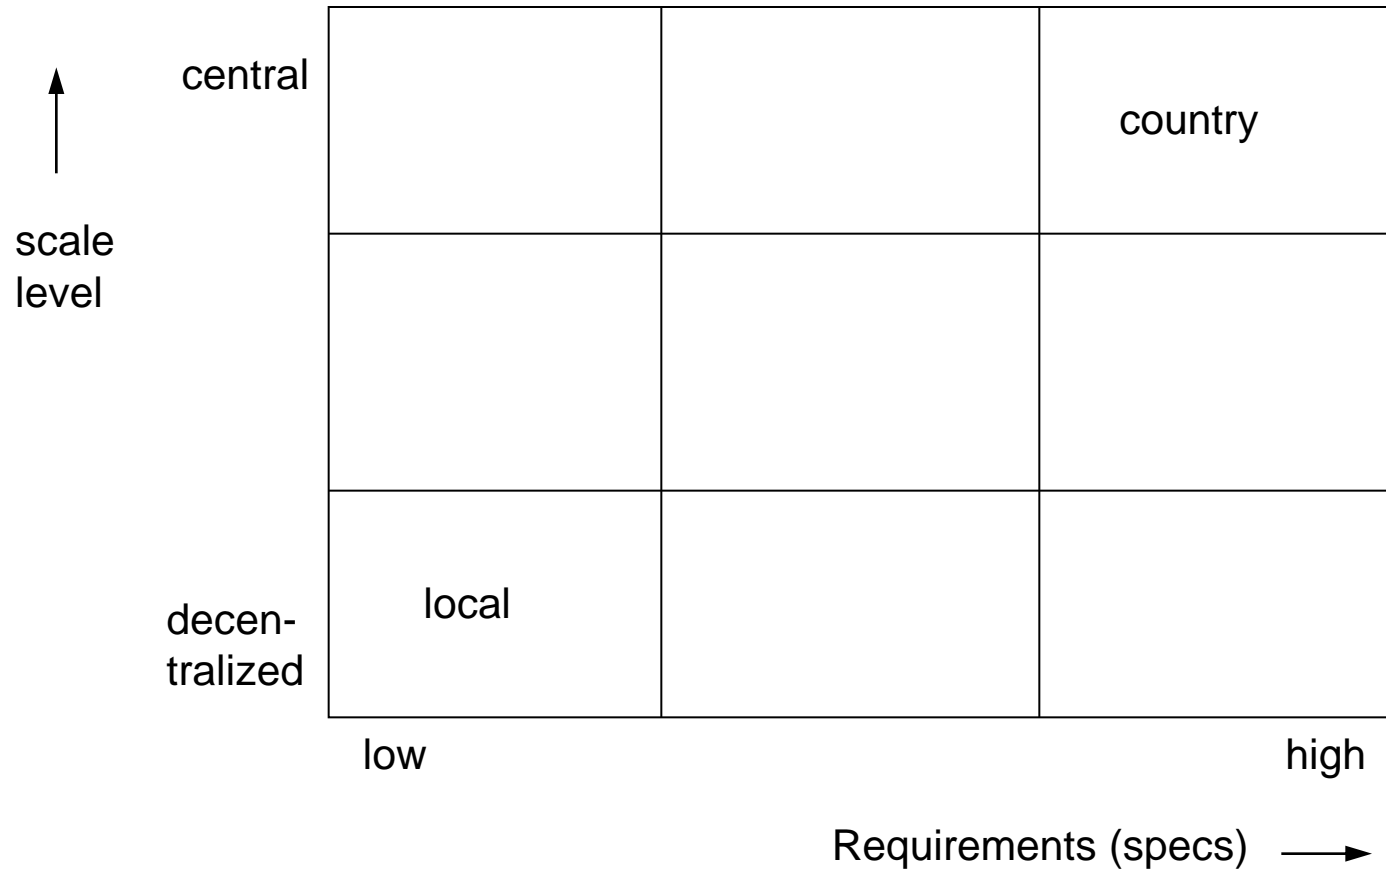 central
country
scale
level
local
decen-
tralized
low
high
Requirements (specs)